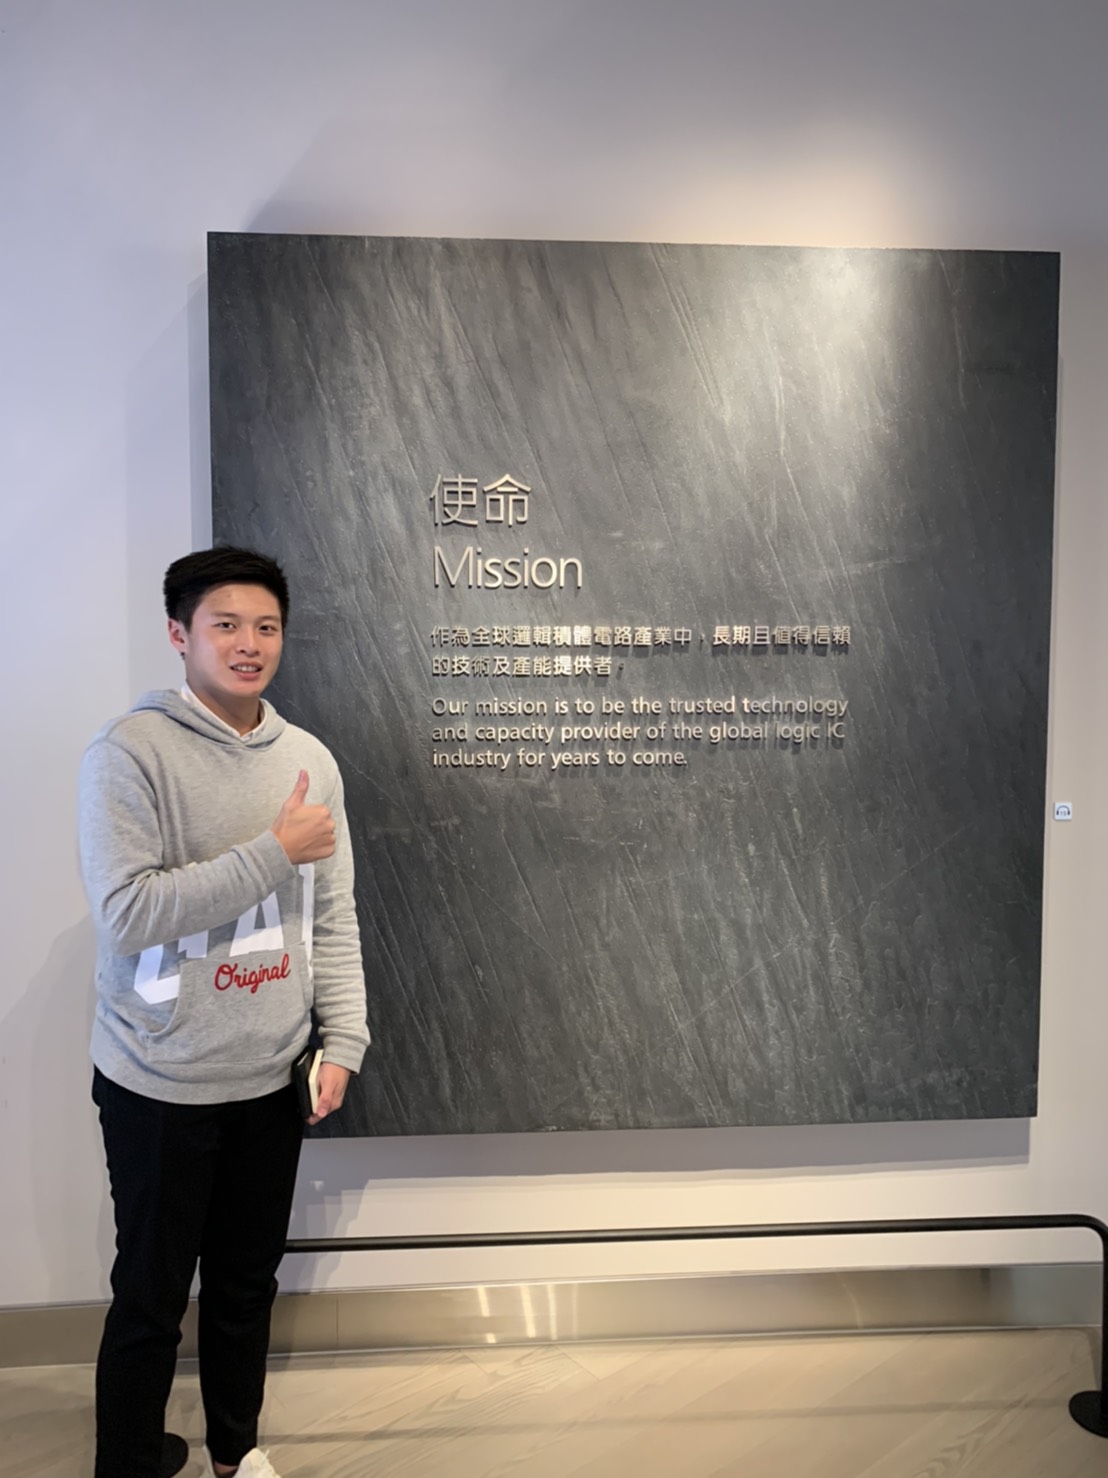 使命
Mission
作為全球邏輯積體電路產業中，長期且值得信賴
的技術及產能提供者。
Our mission is to be the trusted technology
and capacity provider of the global logic IC
industry for years to come.
Original